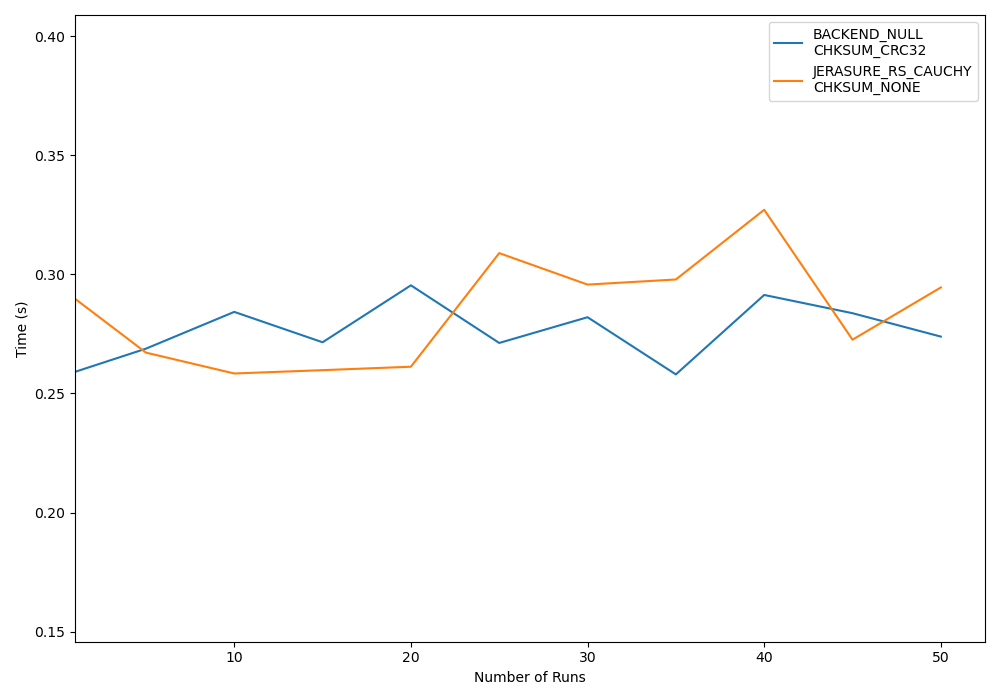 BACKEND_NULL
CHKSUM_CRC32
JERASURE_RS_CAUCHY
CHKSUM_NONE
0.40
0.35
0.30
0.25
0.20
0.15
Time (s)
10 20 30 40 50
Number of Runs